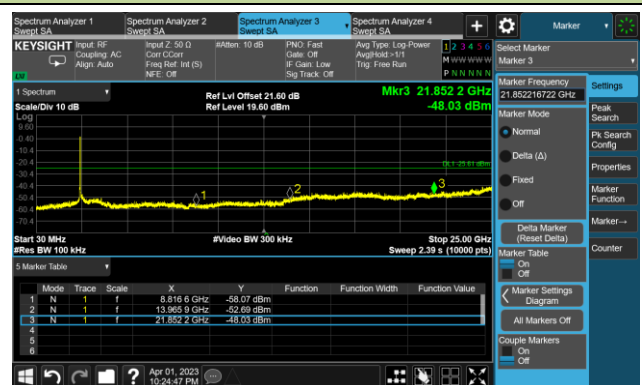 Spectrum Analyzer 1
Swept SA
Spectrum Analyzer 2
Swept SA
Spectrum Analyzer 3
Swept SA
Spectrum Analyzer 4
Swept SA
+
Marker
KEYSIGHT
Input: RF
Coupling: AC
Align: Auto
Input Z: 50 Ω
Corr CCorr
Freq Ref: Int (S)
NFE: Off
#Atten: 10 dB
PNO: Fast
Gate: Off
IF Gain: Low
Sig Track: Off
Avg Type: Log-Power
Avg|Hold:>1/1
Trig: Free Run
1 2 3 4 5 6
M W W W W W
P N N N N N
LW
Select Marker
Marker 3
1 Spectrum
Scale/Div 10 dB
Log
Ref Lvl Offset 21.60 dB
Ref Level 19.60 dBm
Mkr3 21.852 2 GHz
-48.03 dBm
9.60
-0.40
-10.4
-20.4
-30.4
-40.4
-50.4
-60.4
-70.4
DL1 -25.61 dBm
1
2
3
Start 30 MHz
#Res BW 100 kHz
#Video BW 300 kHz
Stop 25.00 GHz
Sweep 2.39 s (10000 pts)
5 Marker Table
Mode Trace Scale X Y Function Function Width Function Value
1 N 1 f 8.816 6 GHz -58.07 dBm
2 N 1 f 13.965 9 GHz -52.69 dBm
3 N 1 f 21.852 2 GHz -48.03 dBm
4
5
6
Marker Frequency
21.852216722 GHz
Marker Mode
Normal
Delta (Δ)
Fixed
Off
Delta Marker
(Reset Delta)
Marker Table
On
Off
Marker Settings
Diagram
All Markers Off
Couple Markers
On
Off
Settings
Peak
Search
Pk Search
Config
Properties
Marker
Function
Marker→
Counter
?
Apr 01, 2023
10:24:47 PM